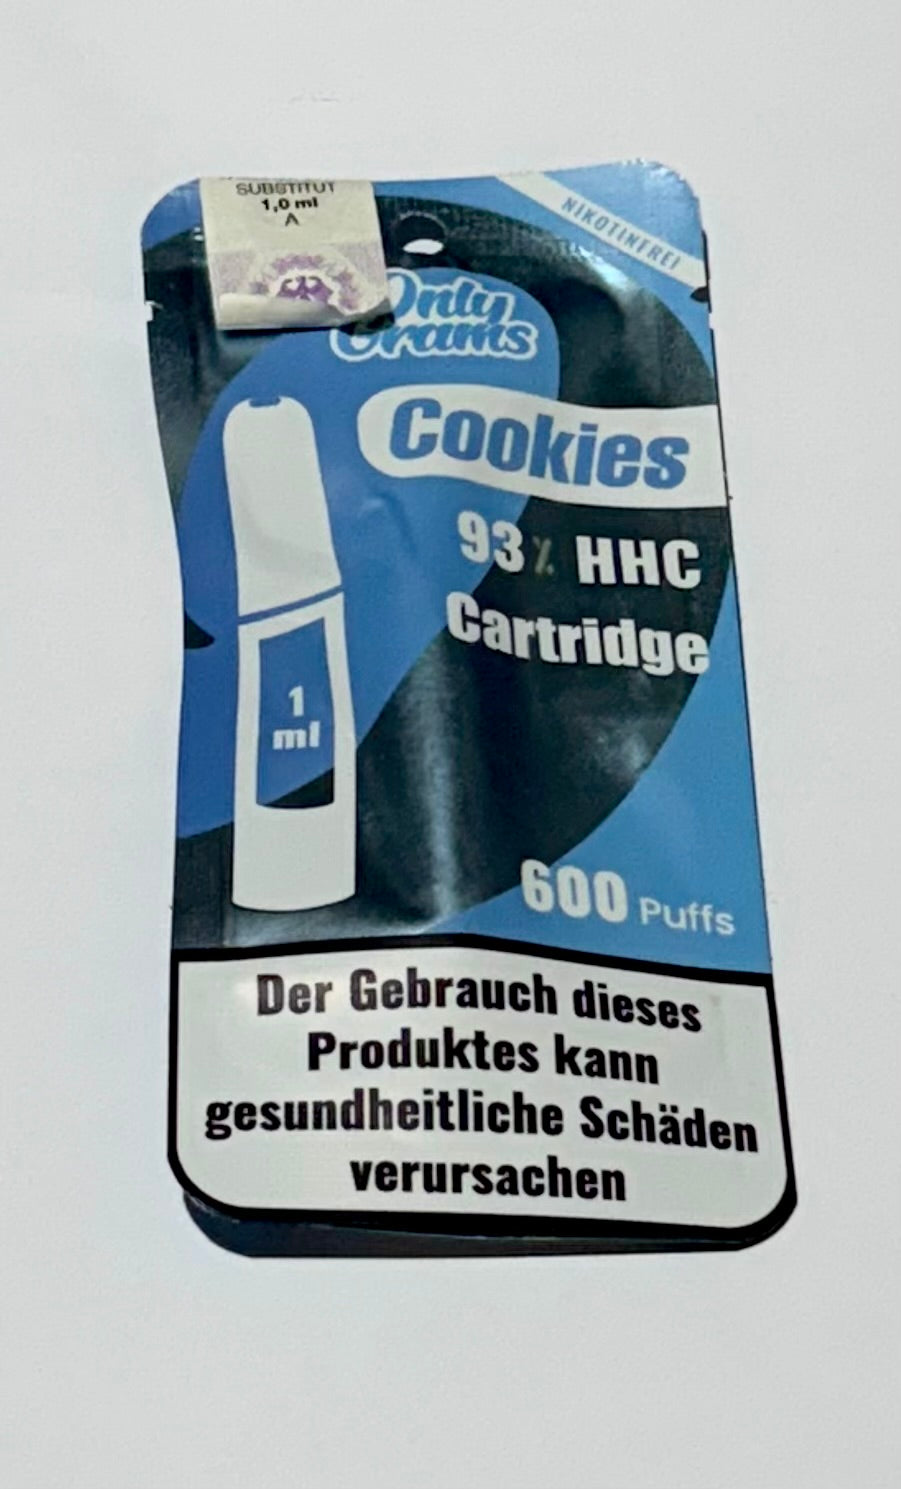 SUBSTITUT
1,0 ml
A
NIKOTINFREI
Only
Grams
Cookies
93% HHC
Cartridge
1
ml
600 Puffs
Der Gebrauch dieses
Produktes kann
gesundheitliche Schäden
verursachen